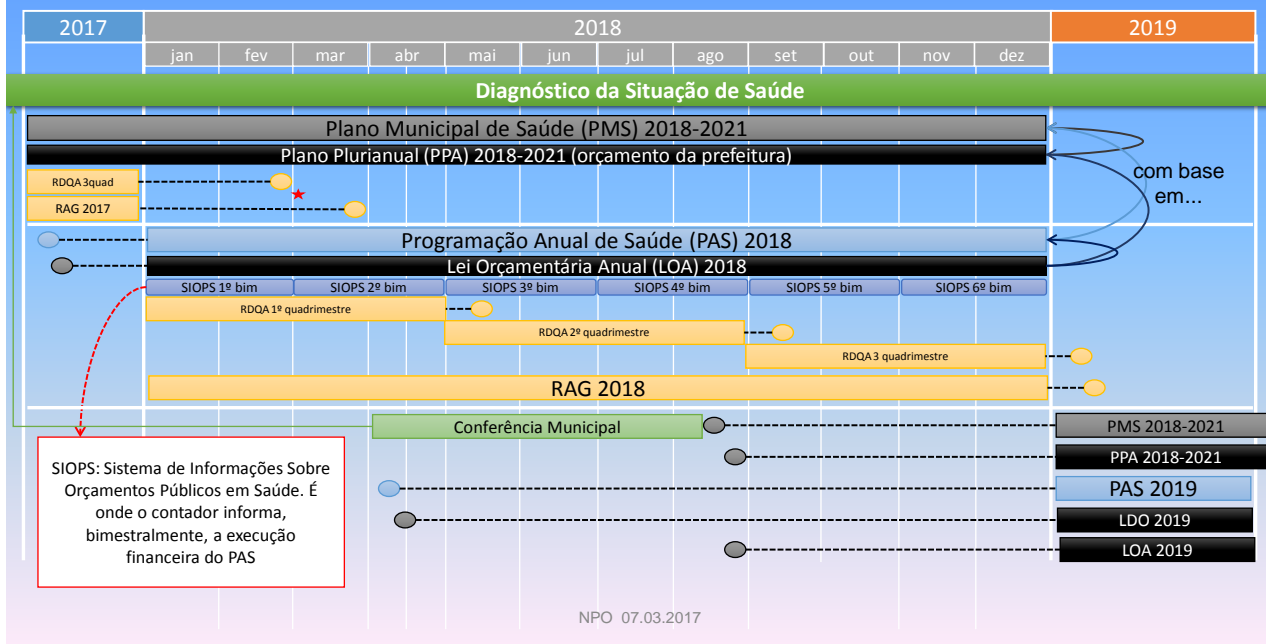 2017
2018
2019
jan
fev
mar
abr
mai
jun
jul
ago
set
out
nov
dez
Diagnóstico da Situação de Saúde
Plano Municipal de Saúde (PMS) 2018-2021
Plano Plurianual (PPA) 2018-2021 (orçamento da prefeitura)
com base
em...
RDQA 3quad
RAG 2017
Programação Anual de Saúde (PAS) 2018
Lei Orçamentária Anual (LOA) 2018
SIOPS 1º bim
SIOPS 2º bim
SIOPS 3º bim
SIOPS 4º bim
SIOPS 5º bim
SIOPS 6º bim
RDQA 1º quadrimestre
RDQA 2º quadrimestre
RDQA 3 quadrimestre
RAG 2018
Conferência Municipal
PMS 2018-2021
PPA 2018-2021
PAS 2019
LDO 2019
LOA 2019
SIOPS: Sistema de Informações Sobre
Orçamentos Públicos em Saúde. É
onde o contador informa,
bimestralmente, a execução
financeira do PAS
NPO 07.03.2017